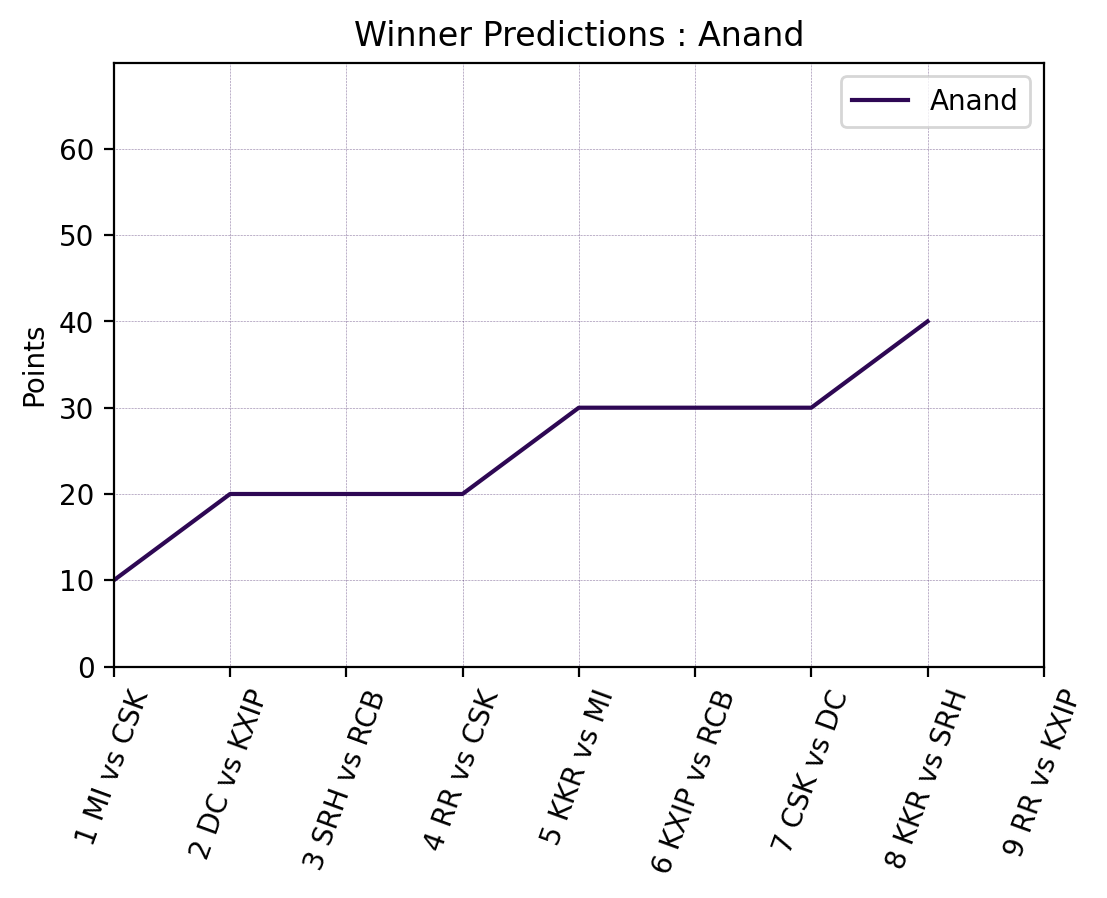 Winner Predictions : Anand
Anand
Points
60
50
40
30
20
10
0
1 MI vs CSK
2 DC vs KXIP
3 SRH vs RCB
4 RR vs CSK
5 KKR vs MI
6 KXIP vs RCB
7 CSK vs DC
8 KKR vs SRH
9 RR vs KXIP